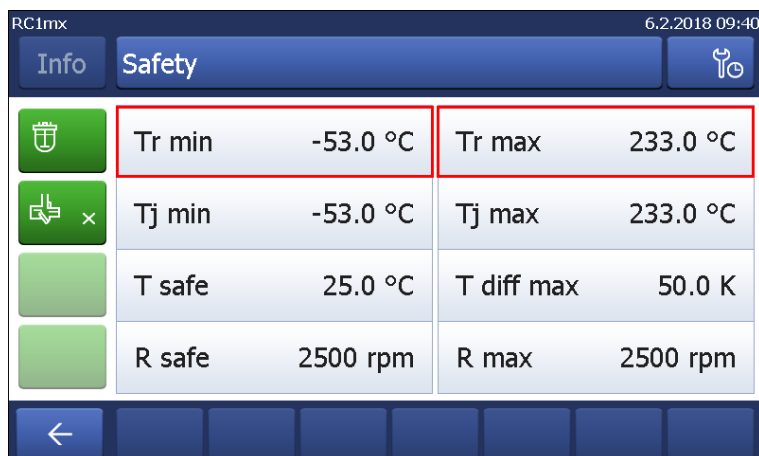 RC1mx 6.2.2018 09:40
Info Safety
Tr min -53.0 °C Tr max 233.0 °C
Tj min -53.0 °C Tj max 233.0 °C
T safe 25.0 °C T diff max 50.0 K
R safe 2500 rpm R max 2500 rpm